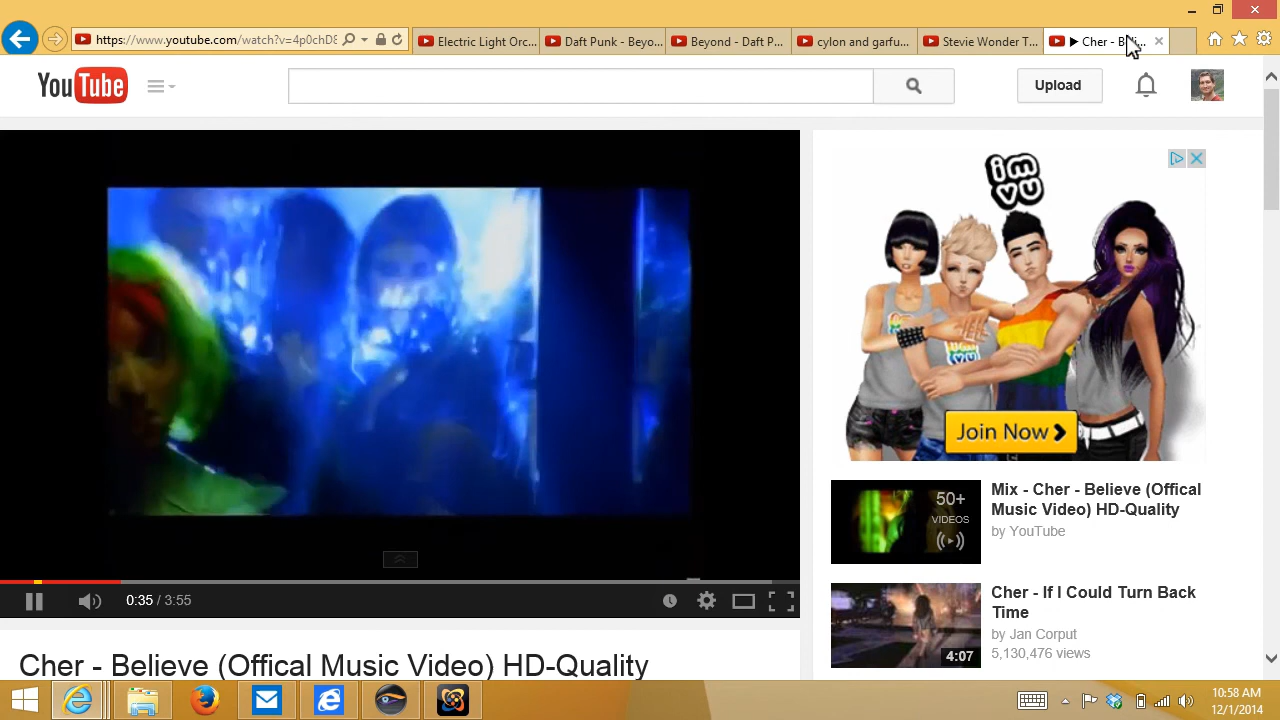 https://www.youtube.com/watch?v=4p0chD8
Electric Light Orc...
Daft Punk - Beyo...
Beyond - Daft P...
cylon and garfu...
Stevie Wonder T...
Cher - Beli...
YouTube
Upload
imvu
Join Now
50+
VIDEOS
Mix - Cher - Believe (Offical
Music Video) HD-Quality
by YouTube
0:35 / 3:55
Cher - If I Could Turn Back
Time
by Jan Corput
5,130,476 views
4:07
Cher - Believe (Offical Music Video) HD-Quality
10:58 AM
12/1/2014